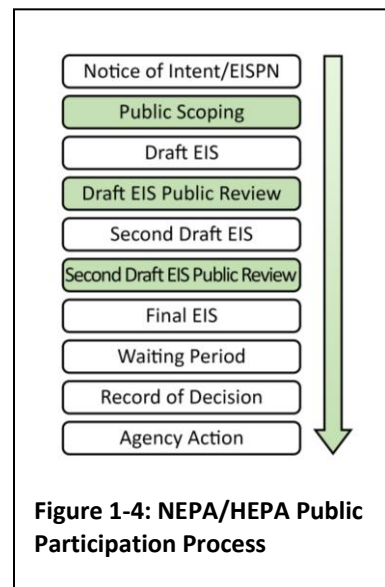 Notice of Intent/EISPN
Public Scoping
Draft EIS
Draft EIS Public Review
Second Draft EIS
Second Draft EIS Public Review
Final EIS
Waiting Period
Record of Decision
Agency Action
Figure 1-4: NEPA/HEPA Public
Participation Process